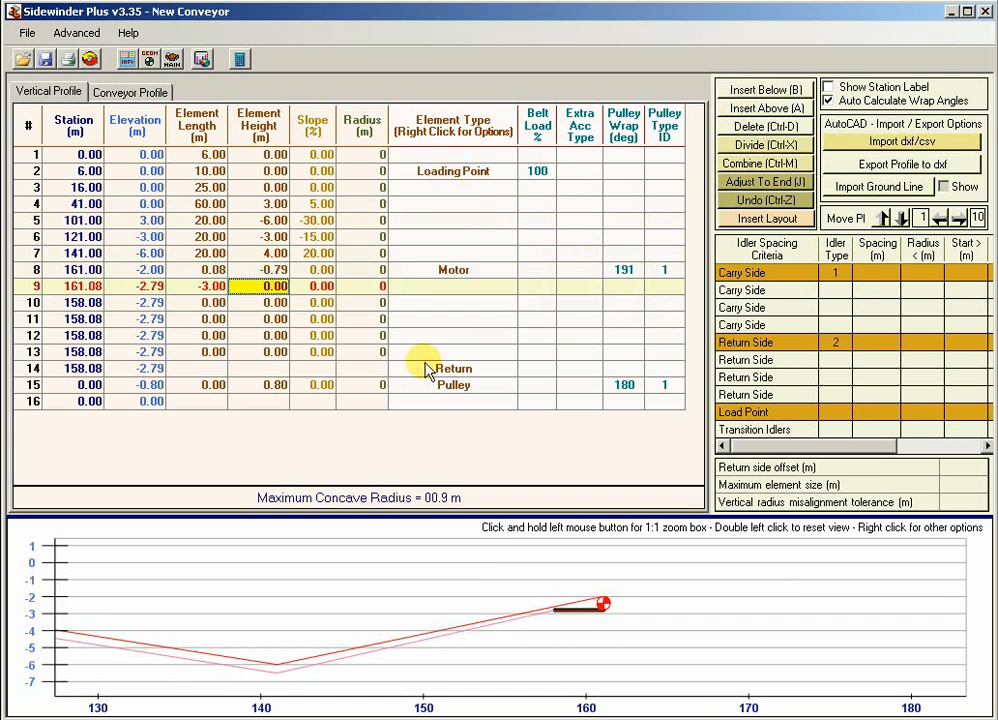 Sidewinder Plus v3.35 - New Conveyor
File Advanced Help
INFO GEOM MAIN
Vertical Profile Conveyor Profile
# Station (m) Elevation (m) Element Length (m) Element Height (m) Slope (%) Radius (m) Element Type (Right Click for Options) Belt Load % Extra Acc Type Pulley Wrap (deg) Pulley Type ID
1 0.00 0.00 6.00 0.00 0.00 0
2 6.00 0.00 10.00 0.00 0.00 0 Loading Point 100
3 16.00 0.00 25.00 0.00 0.00 0
4 41.00 0.00 60.00 3.00 5.00 0
5 101.00 3.00 20.00 -6.00 -30.00 0
6 121.00 -3.00 20.00 -3.00 -15.00 0
7 141.00 -6.00 20.00 4.00 20.00 0
8 161.00 -2.00 0.08 -0.79 0 Motor 191 1
9 161.08 -2.79 -3.00 0.00 0.00 0
10 158.08 -2.79 0.00 0.00 0.00 0
11 158.08 -2.79 0.00 0.00 0.00 0
12 158.08 -2.79 0.00 0.00 0.00 0
13 158.08 -2.79 0.00 0.00 0.00 0
14 158.08 -2.79 Return
15 0.00 -0.80 0.00 0.80 0.00 0 Pulley 180 1
16 0.00 0.00
Maximum Concave Radius = 00.9 m
Insert Below (B)
Insert Above (A)
Delete (Ctrl-D)
Divide (Ctrl-X)
Combine (Ctrl-M)
Adjust To End (J)
Undo (Ctrl-Z)
Insert Layout
Show Station Label
Auto Calculate Wrap Angles
AutoCAD - Import / Export Options
Import dxf/csv
Export Profile to dxf
Import Ground Line Show
Move PI 1 10
Idler Spacing Criteria Idler Type Spacing (m) Radius < (m) Start > (m)
Carry Side 1
Carry Side
Carry Side
Carry Side
Return Side 2
Return Side
Return Side
Return Side
Load Point
Transition Idlers
Return side offset (m)
Maximum element size (m)
Vertical radius misalignment tolerance (m)
Click and hold left mouse button for 1:1 zoom box - Double left click to reset view - Right click for other options
1
0
-1
-2
-3
-4
-5
-6
-7
130 140 150 160 170 180